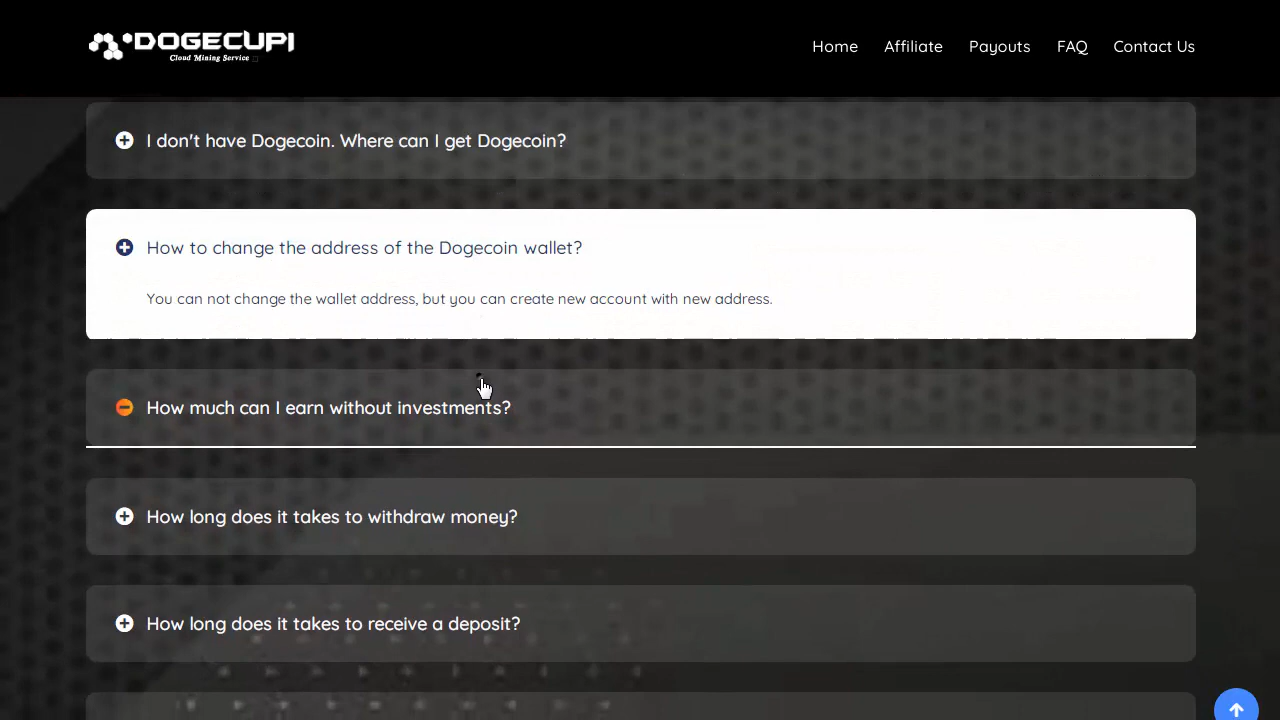 DOGECUPI
Cloud Mining Service
Home
Affiliate
Payouts
FAQ
Contact Us
I don't have Dogecoin. Where can I get Dogecoin?
How to change the address of the Dogecoin wallet?
You can not change the wallet address, but you can create new account with new address.
How much can I earn without investments?
How long does it takes to withdraw money?
How long does it takes to receive a deposit?